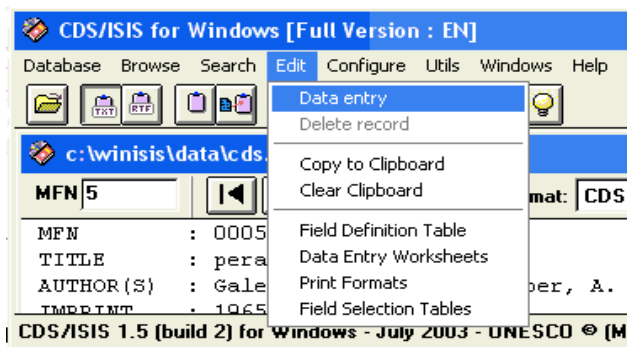 CDS/ISIS for Windows [Full Version : EN]
Database Browse Search Edit Configure Utils Windows Help
TXT RTF
Data entry
Delete record
Copy to Clipboard
Clear Clipboard
Field Definition Table
Data Entry Worksheets
Print Formats
Field Selection Tables
c:\winisis\data\cds.
MFN 5 mat: CDS
MFN : 0005
TITLE : pera
AUTHOR(S) : Gale er, A.
IMPRINT : 1965
CDS/ISIS 1.5 (build 2) for Windows - July 2003 - UNESCO © (M